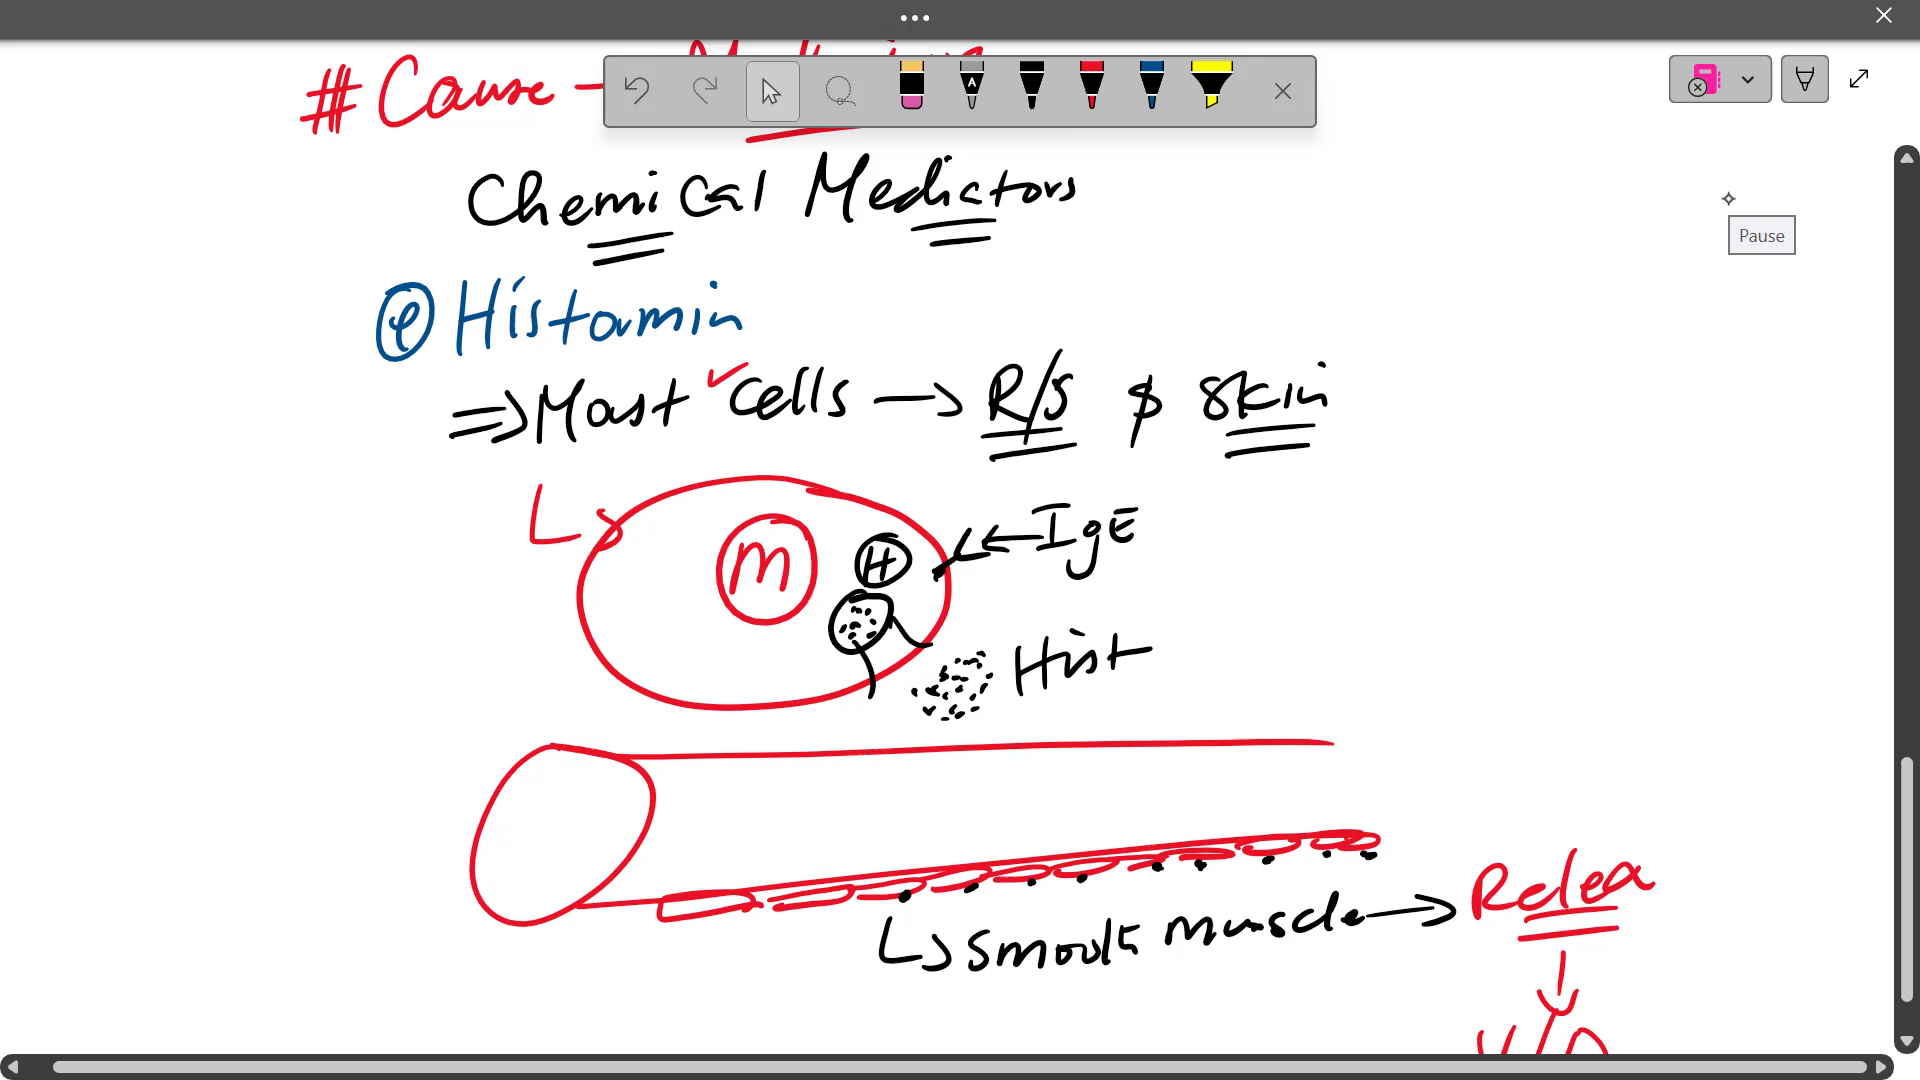 # Cause -
Chemical Mediators
Histamin
⇒ Mast cells → R/S & Skin
M
H
IgE
Hist
Smooth muscle → Relea
V/D
A
Pause